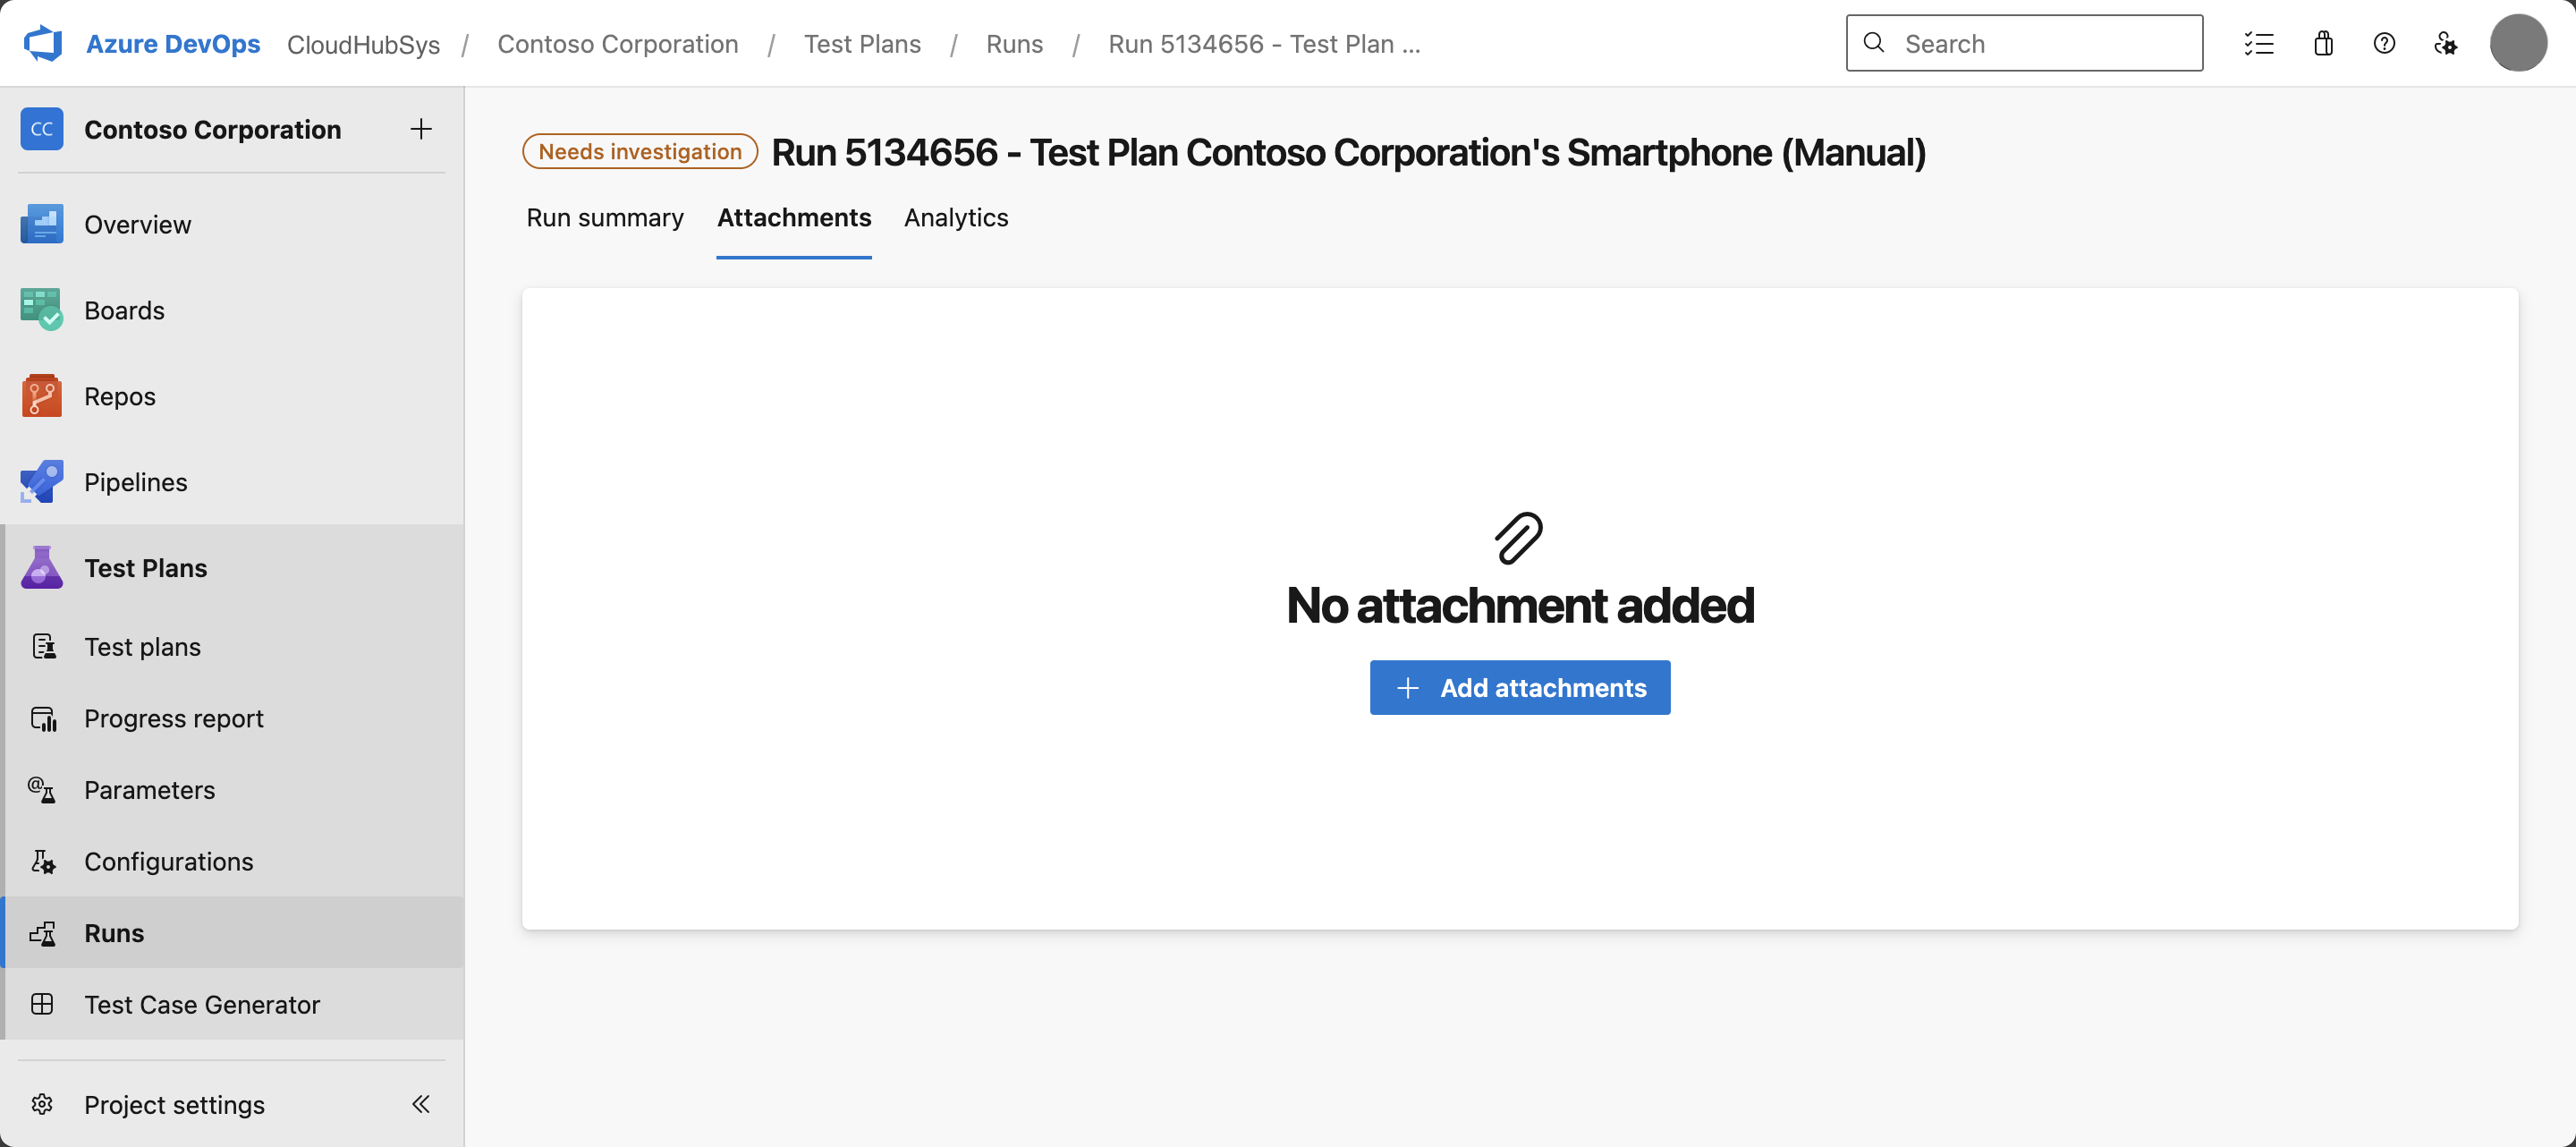 Azure DevOps CloudHubSys / Contoso Corporation / Test Plans / Runs / Run 5134656 - Test Plan ...
Search
CC Contoso Corporation
Overview
Boards
Repos
Pipelines
Test Plans
Test plans
Progress report
Parameters
Configurations
Runs
Test Case Generator
Project settings
Needs investigation Run 5134656 - Test Plan Contoso Corporation's Smartphone (Manual)
Run summary Attachments Analytics
No attachment added
+ Add attachments